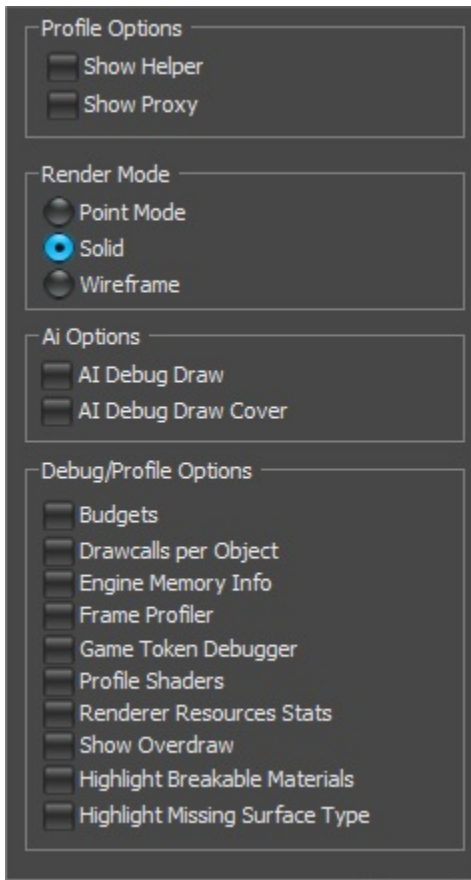 Profile Options
Show Helper
Show Proxy
Render Mode
Point Mode
Solid
Wireframe
Ai Options
AI Debug Draw
AI Debug Draw Cover
Debug/Profile Options
Budgets
Drawcalls per Object
Engine Memory Info
Frame Profiler
Game Token Debugger
Profile Shaders
Renderer Resources Stats
Show Overdraw
Highlight Breakable Materials
Highlight Missing Surface Type